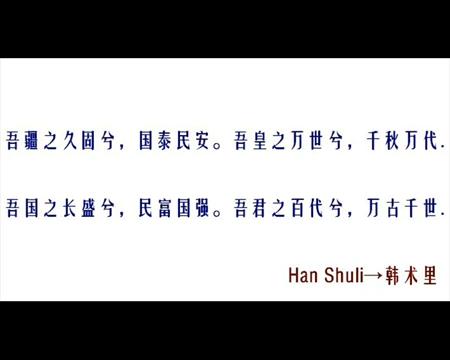 吾疆之久固兮，国泰民安。吾皇之万世兮，千秋万代.
吾国之长盛兮，民富国强。吾君之百代兮，万古千世.
Han Shuli→韩术里